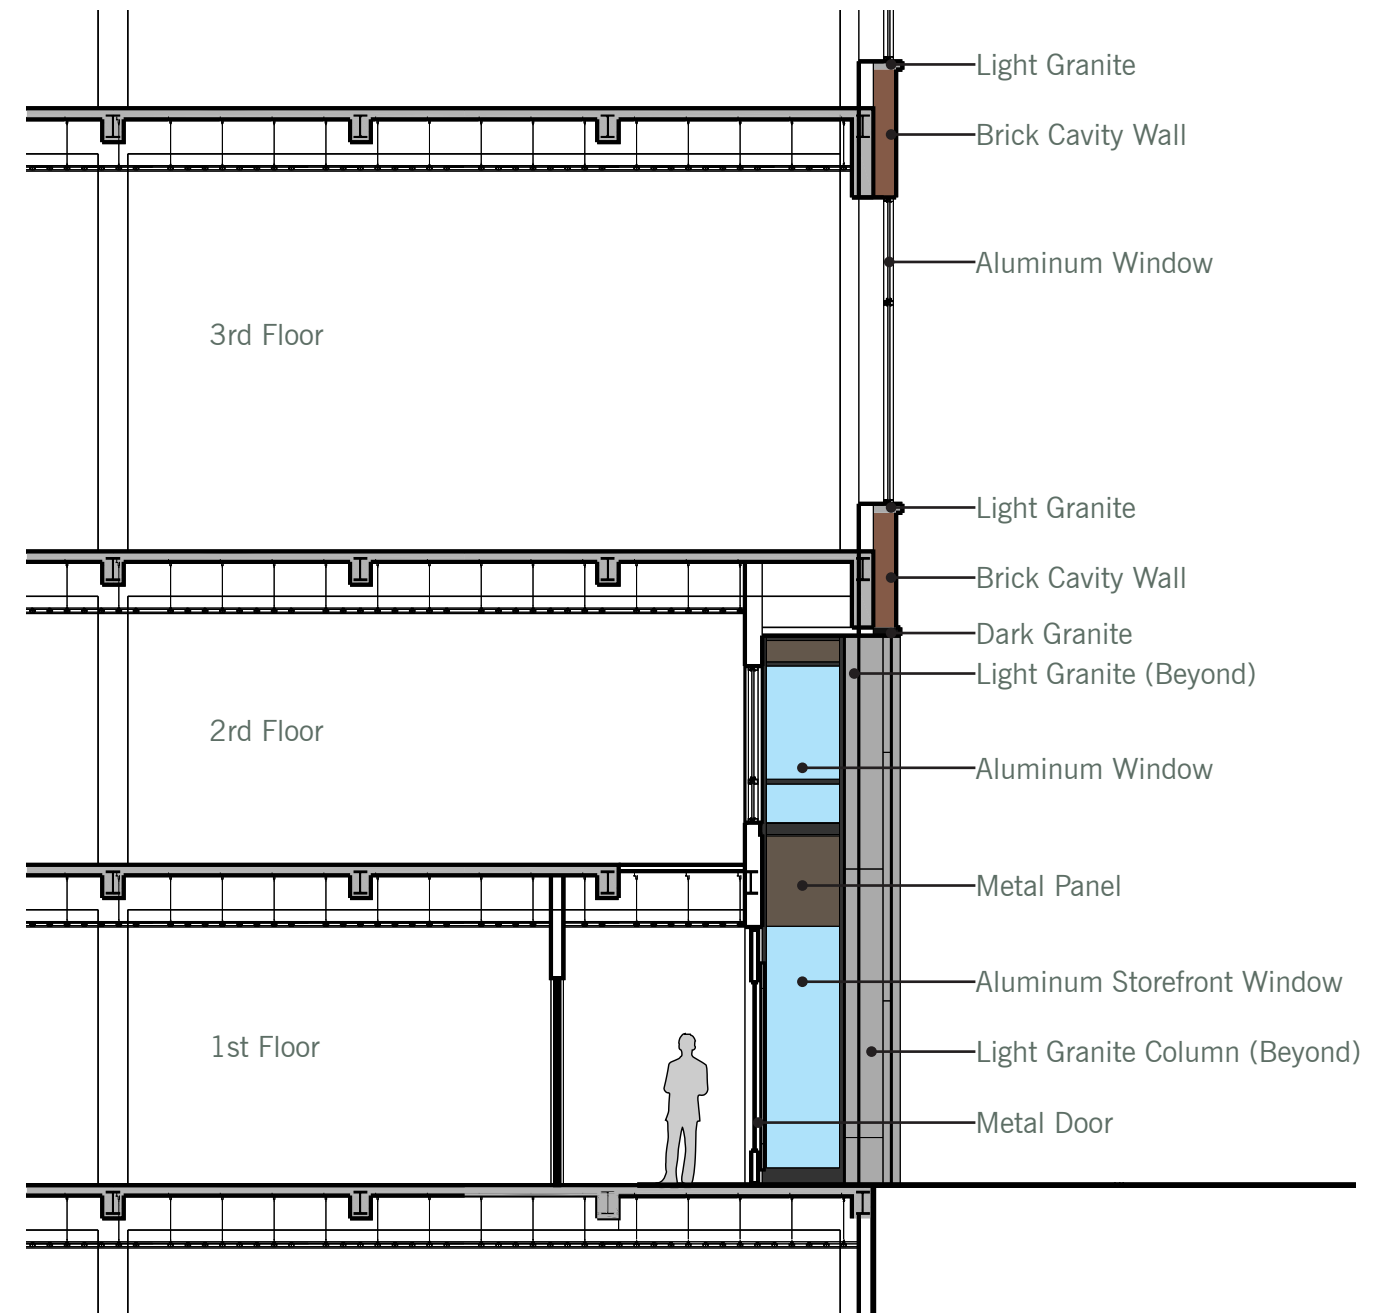 Light Granite
Brick Cavity Wall
Aluminum Window
3rd Floor
Light Granite
Brick Cavity Wall
Dark Granite
Light Granite (Beyond)
2rd Floor
Aluminum Window
Metal Panel
Aluminum Storefront Window
1st Floor
Light Granite Column (Beyond)
Metal Door